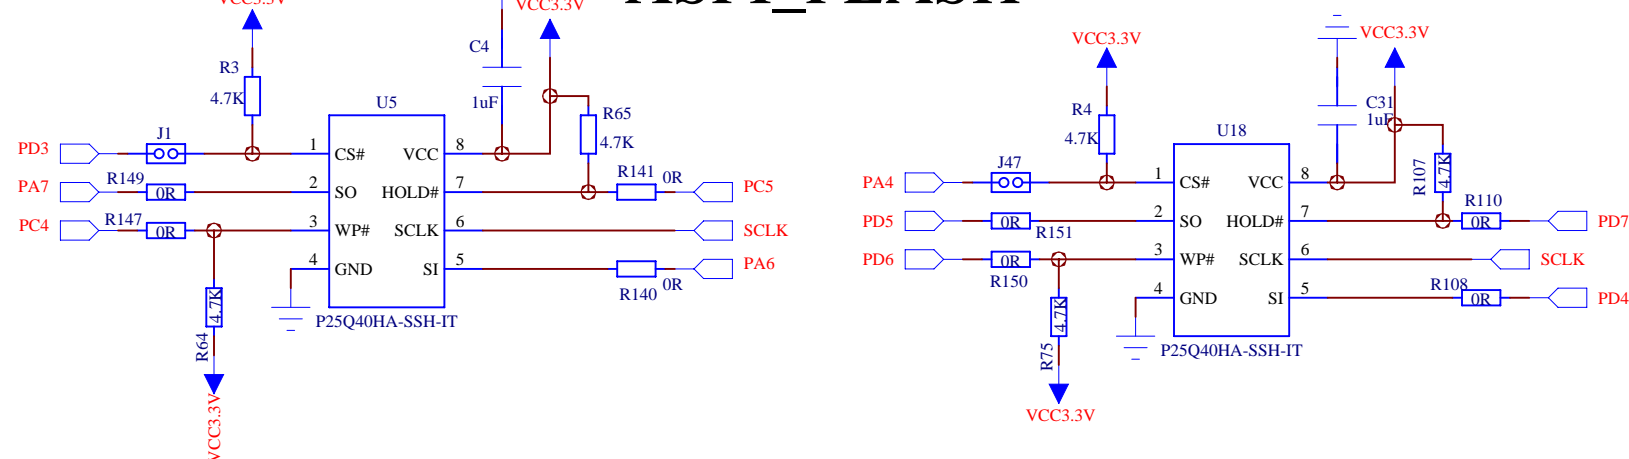 VCC3.3V
R3
4.7K
J1
PD3
PA7
R149
0R
PC4
R147
0R
4.7K
R64
VCC3.3V
U5
1 CS# VCC 8
2 SO HOLD# 7
3 WP# SCLK 6
4 GND SI 5
P25Q40HA-SSH-IT
C4
1uF
VCC3.3V
R65
4.7K
R141
0R
PC5
SCLK
PA6
R140
0R
VCC3.3V
R4
4.7K
J47
PA4
PD5
0R
R151
PD6
0R
R150
4.7K
R75
VCC3.3V
U18
1 CS# VCC 8
2 SO HOLD# 7
3 WP# SCLK 6
4 GND SI 5
P25Q40HA-SSH-IT
VCC3.3V
C31
1uF
R107
4.7K
R110
0R
PD7
SCLK
R108
0R
PD4